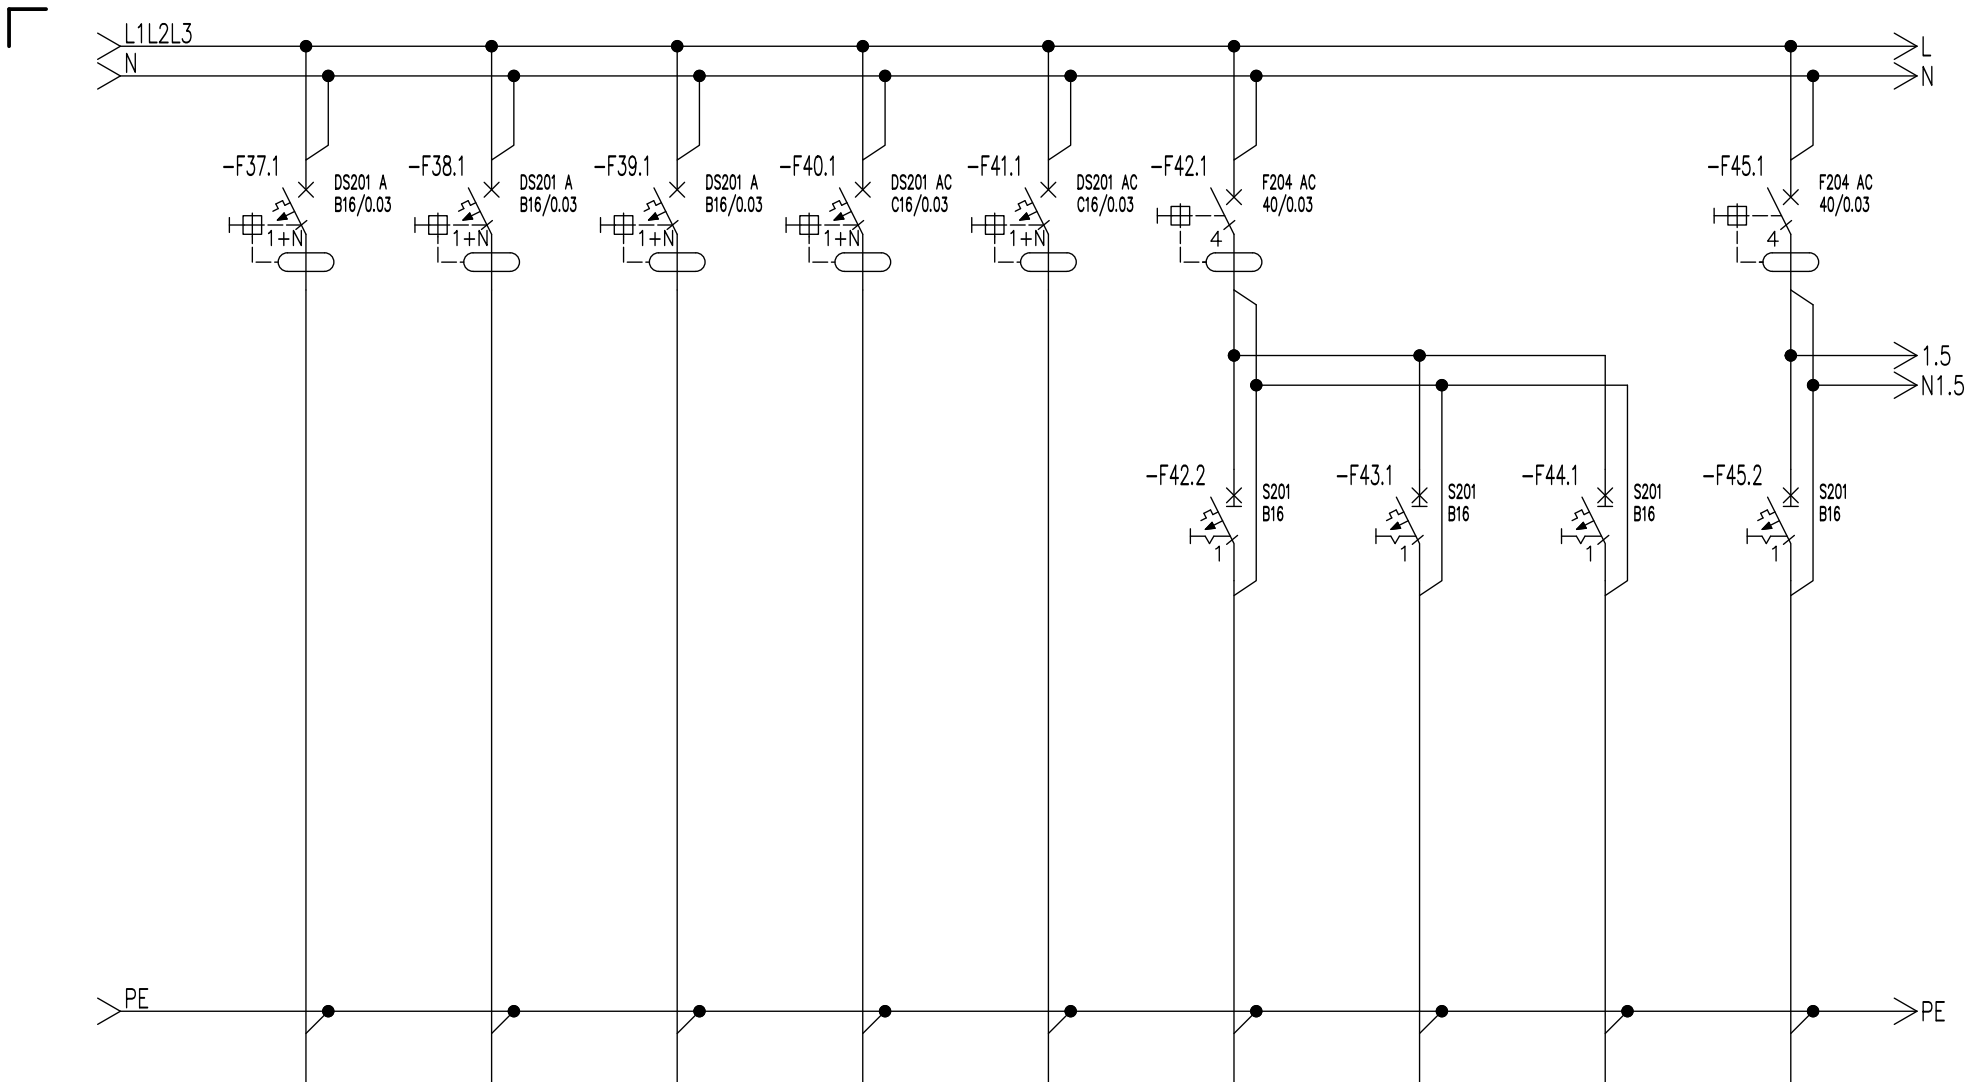 L1L2L3
L
N
N
-F37.1
DS201 A
B16/0.03
1+N
-F38.1
DS201 A
B16/0.03
1+N
-F39.1
DS201 A
B16/0.03
1+N
-F40.1
DS201 AC
C16/0.03
1+N
-F41.1
DS201 AC
C16/0.03
1+N
-F42.1
F204 AC
40/0.03
4
-F45.1
F204 AC
40/0.03
4
1.5
N1.5
-F42.2
S201
B16
1
-F43.1
S201
B16
1
-F44.1
S201
B16
1
-F45.2
S201
B16
1
PE
PE